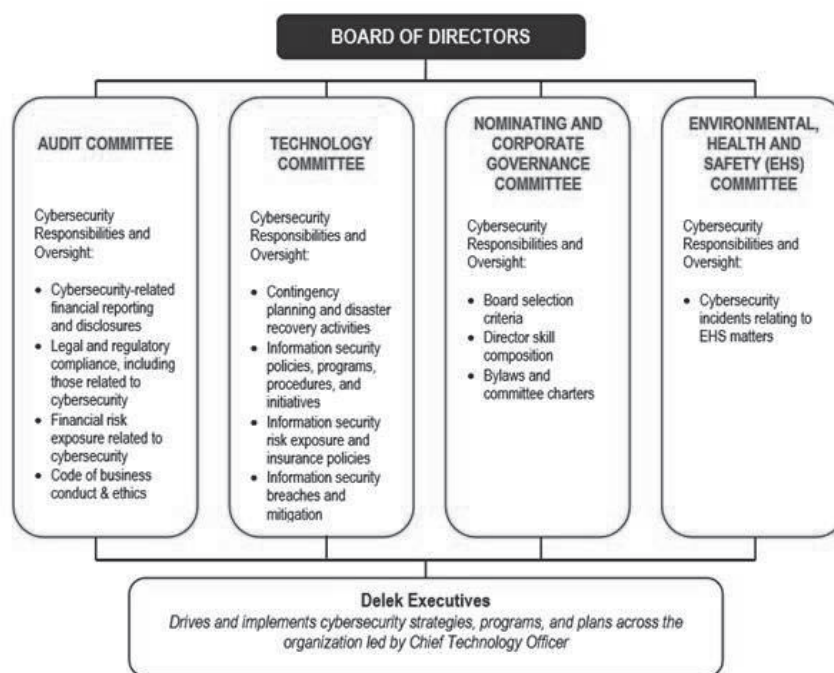 BOARD OF DIRECTORS
AUDIT COMMITTEE
Cybersecurity
Responsibilities and
Oversight:
• Cybersecurity-related
financial reporting
and disclosures
• Legal and regulatory
compliance, including
those related to
cybersecurity
• Financial risk
exposure related to
cybersecurity
• Code of business
conduct & ethics
TECHNOLOGY
COMMITTEE
Cybersecurity
Responsibilities and
Oversight:
• Contingency
planning and disaster
recovery activities
• Information security
policies, programs,
procedures, and
initiatives
• Information security
risk exposure and
insurance policies
• Information security
breaches and
mitigation
NOMINATING AND
CORPORATE
GOVERNANCE
COMMITTEE
Cybersecurity
Responsibilities and
Oversight:
• Board selection
criteria
• Director skill
composition
• Bylaws and
committee charters
ENVIRONMENTAL,
HEALTH AND
SAFETY (EHS)
COMMITTEE
Cybersecurity
Responsibilities and
Oversight:
• Cybersecurity
incidents relating to
EHS matters
Delek Executives
Drives and implements cybersecurity strategies, programs, and plans across the
organization led by Chief Technology Officer